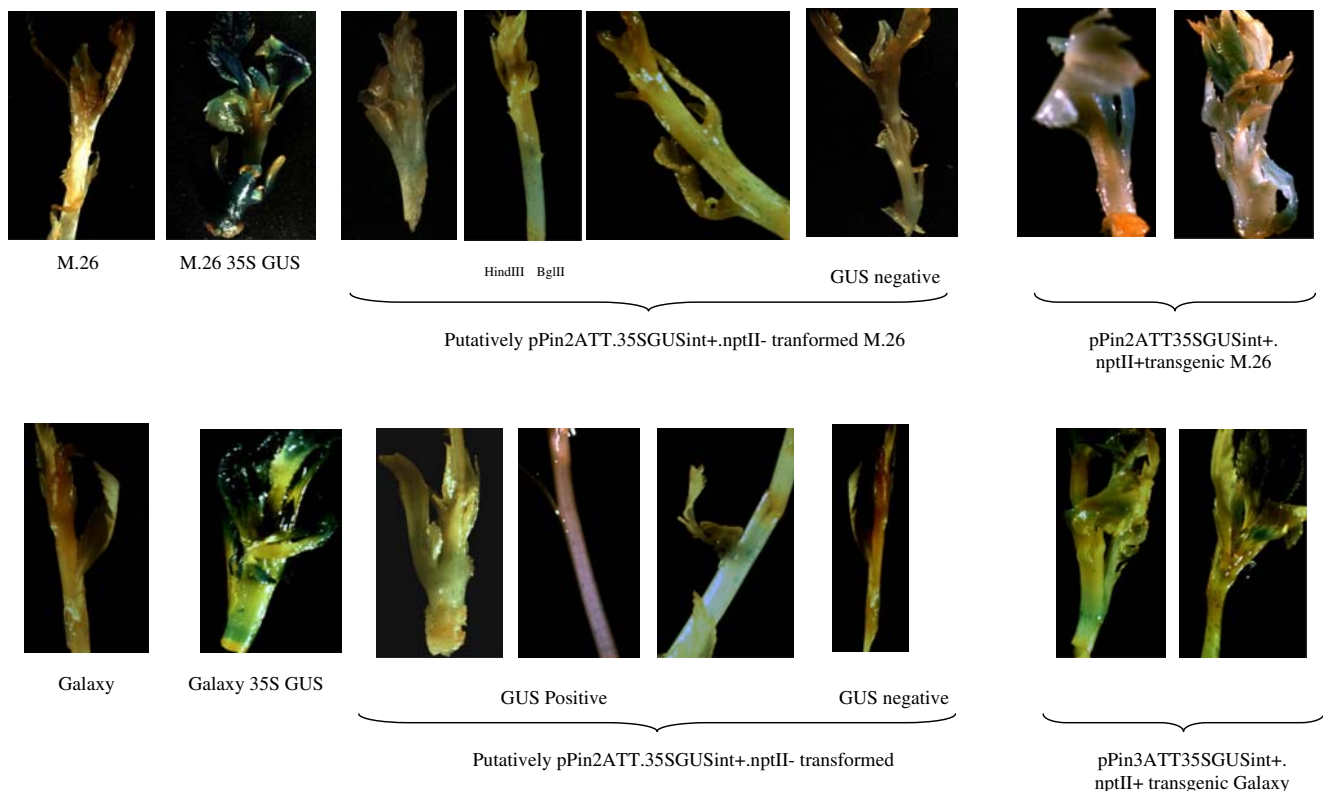 M.26
M.26 35S GUS
HindIII BglII
GUS negative
Putatively pPin2ATT.35SGUSint+.nptII- tranformed M.26
pPin2ATT35SGUSint+.
nptII+transgenic M.26
Galaxy
Galaxy 35S GUS
GUS Positive
GUS negative
Putatively pPin2ATT.35SGUSint+.nptII- transformed
pPin3ATT35SGUSint+.
nptII+ transgenic Galaxy